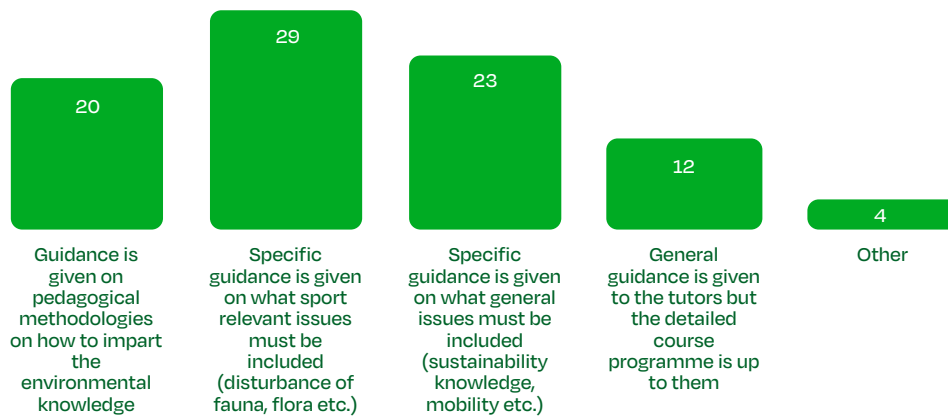 20
29
23
12
4
Guidance is
given on
pedagogical
methodologies
on how to impart
the
environmental
knowledge
Specific
guidance is given
on what sport
relevant issues
must be
included
(disturbance of
fauna, flora etc.)
Specific
guidance is given
on what general
issues must be
included
(sustainability
knowledge,
mobility etc.)
General
guidance is given
to the tutors but
the detailed
course
programme is up
to them
Other